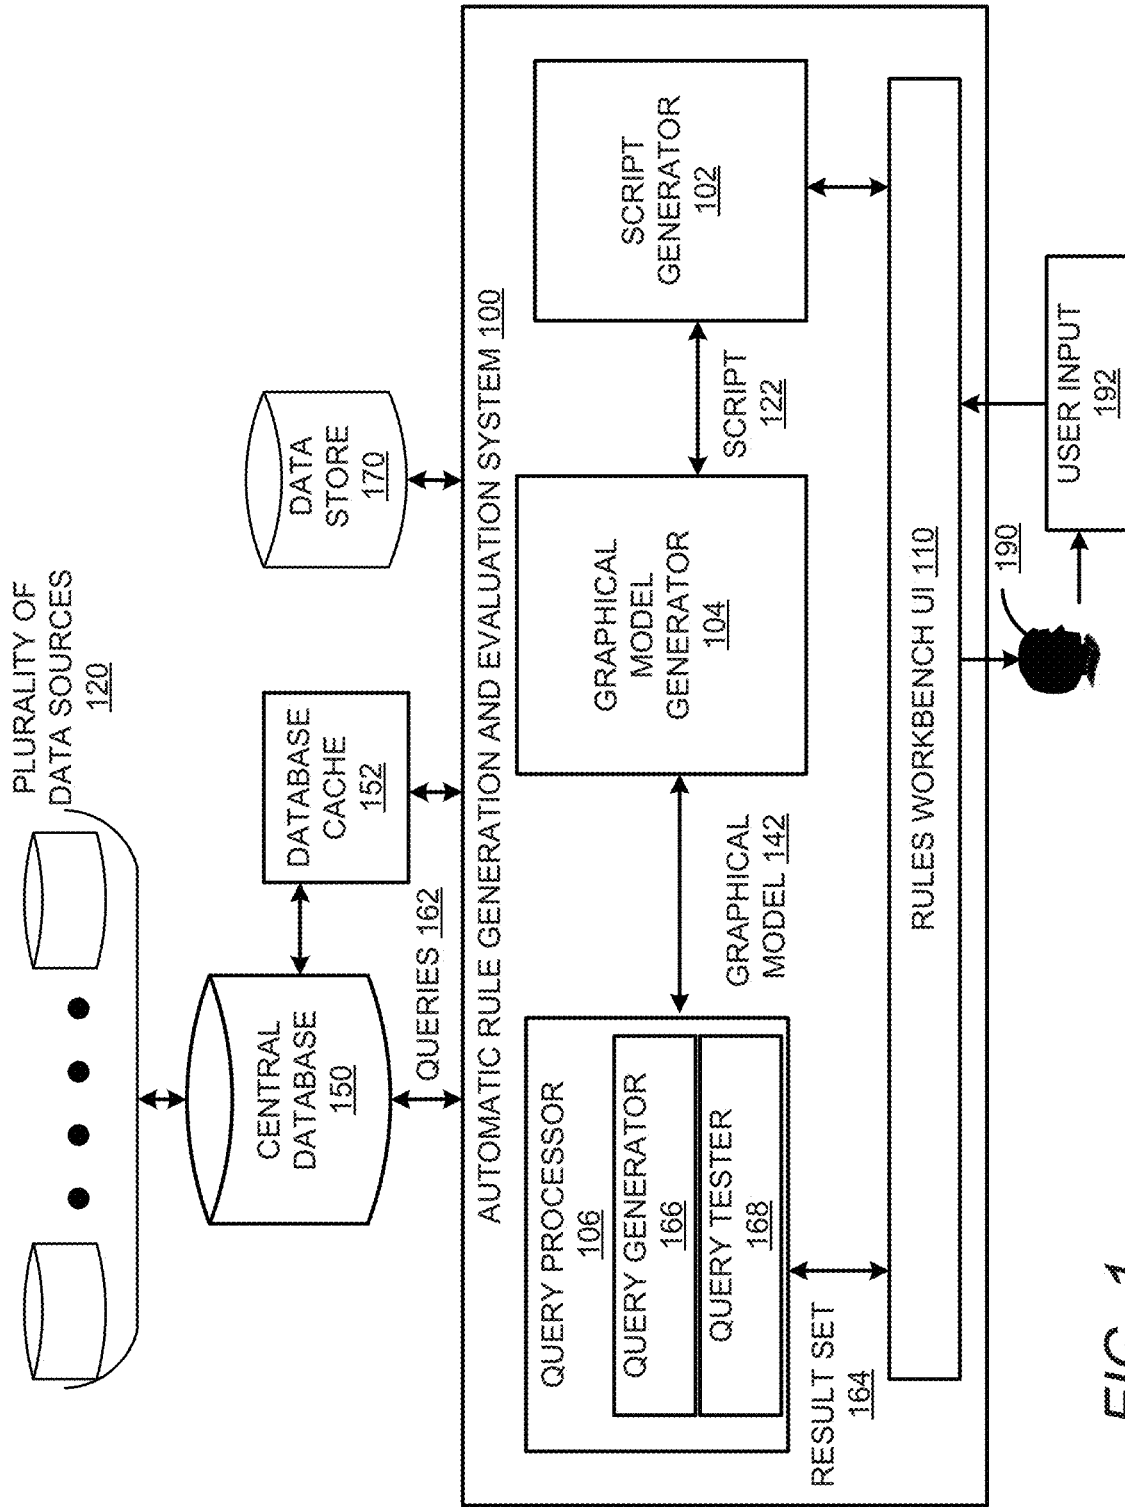 PLURALITY OF
DATA SOURCES
120
CENTRAL
DATABASE
150
DATABASE
CACHE
152
DATA
STORE
170
QUERIES 162
AUTOMATIC RULE GENERATION AND EVALUATION SYSTEM 100
QUERY PROCESSOR
106
QUERY GENERATOR
166
QUERY TESTER
168
GRAPHICAL
MODEL 142
GRAPHICAL
MODEL
GENERATOR
104
SCRIPT
122
SCRIPT
GENERATOR
102
RESULT SET
164
RULES WORKBENCH UI 110
190
USER INPUT
192
FIG. 1